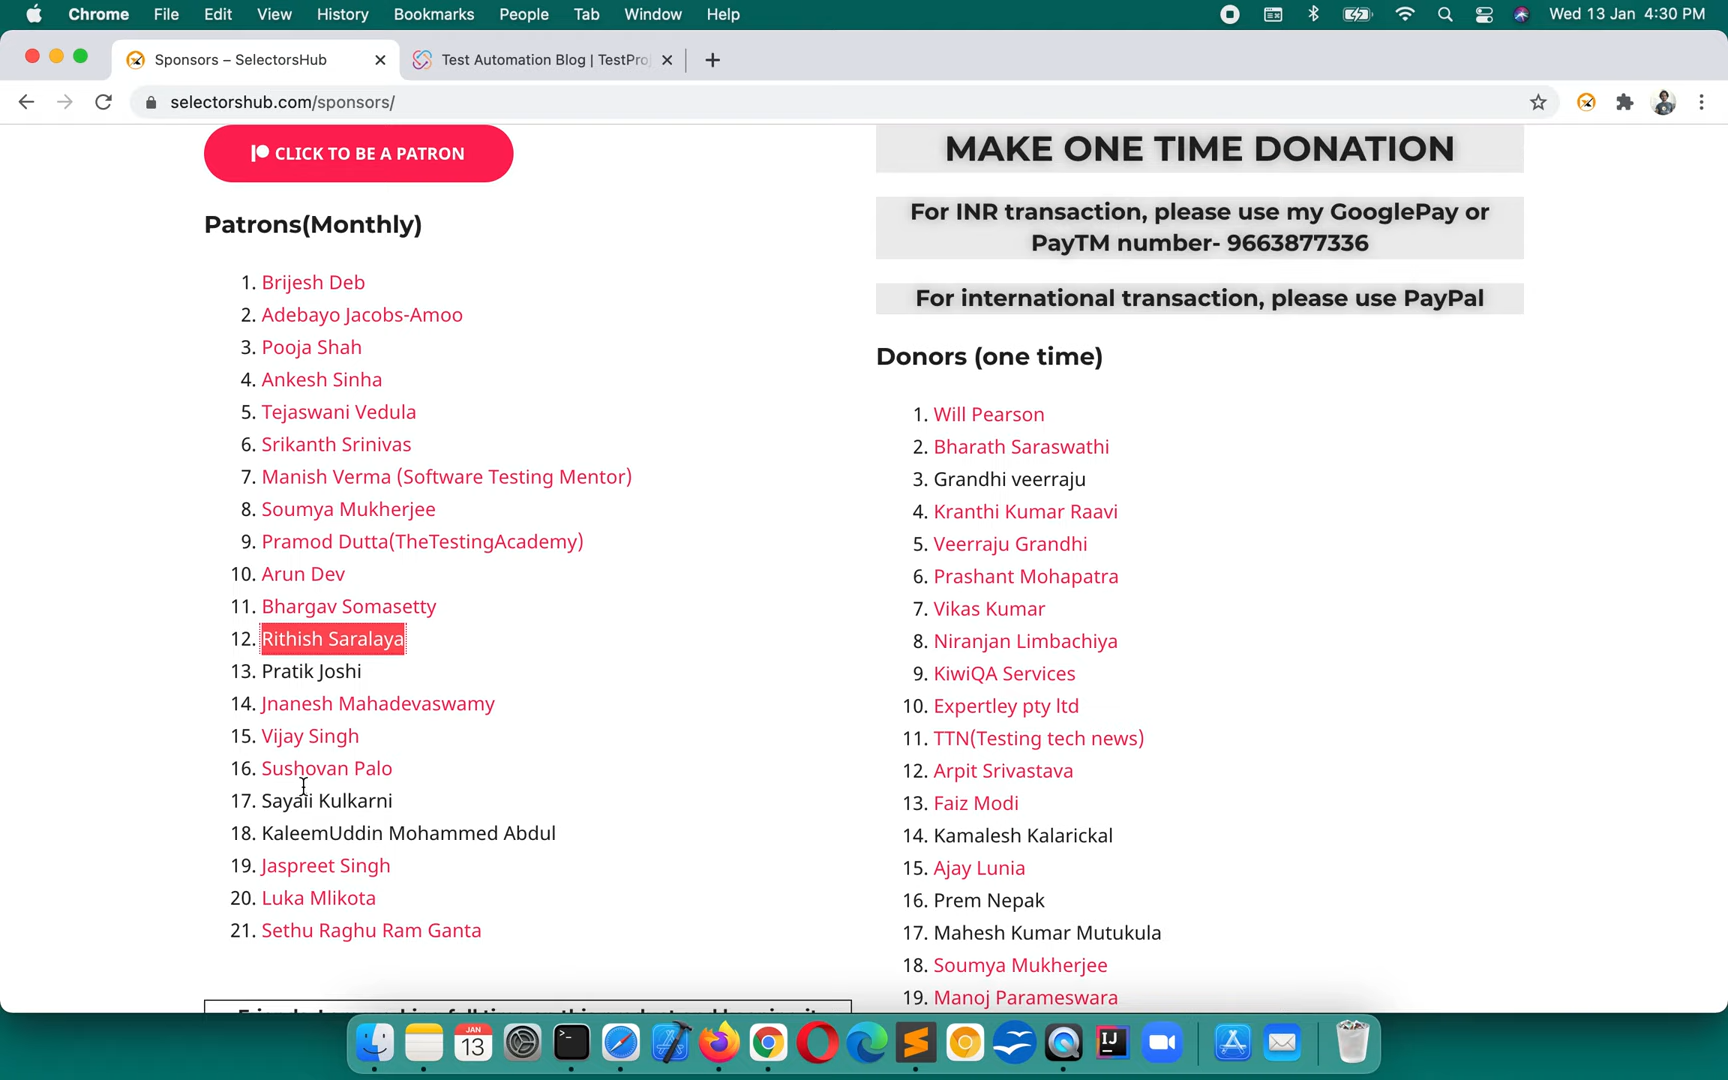 Chrome File Edit View History Bookmarks People Tab Window Help Wed 13 Jan 4:30 PM
Sponsors – SelectorsHub
Test Automation Blog | TestProj
selectorshub.com/sponsors/
CLICK TO BE A PATRON
Patrons(Monthly)
1. Brijesh Deb
2. Adebayo Jacobs-Amoo
3. Pooja Shah
4. Ankesh Sinha
5. Tejaswani Vedula
6. Srikanth Srinivas
7. Manish Verma (Software Testing Mentor)
8. Soumya Mukherjee
9. Pramod Dutta(TheTestingAcademy)
10. Arun Dev
11. Bhargav Somasetty
12. Rithish Saralaya
13. Pratik Joshi
14. Jnanesh Mahadevaswamy
15. Vijay Singh
16. Sushovan Palo
17. Sayali Kulkarni
18. KaleemUddin Mohammed Abdul
19. Jaspreet Singh
20. Luka Mlikota
21. Sethu Raghu Ram Ganta
MAKE ONE TIME DONATION
For INR transaction, please use my GooglePay or
PayTM number- 9663877336
For international transaction, please use PayPal
Donors (one time)
1. Will Pearson
2. Bharath Saraswathi
3. Grandhi veerraju
4. Kranthi Kumar Raavi
5. Veerraju Grandhi
6. Prashant Mohapatra
7. Vikas Kumar
8. Niranjan Limbachiya
9. KiwiQA Services
10. Expertley pty ltd
11. TTN(Testing tech news)
12. Arpit Srivastava
13. Faiz Modi
14. Kamalesh Kalarickal
15. Ajay Lunia
16. Prem Nepak
17. Mahesh Kumar Mutukula
18. Soumya Mukherjee
19. Manoj Parameswara
JAN
13
IJ